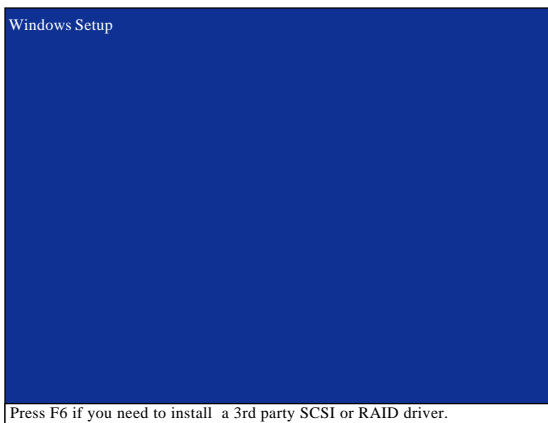 Windows Setup
Press F6 if you need to install  a 3rd party SCSI or RAID driver.